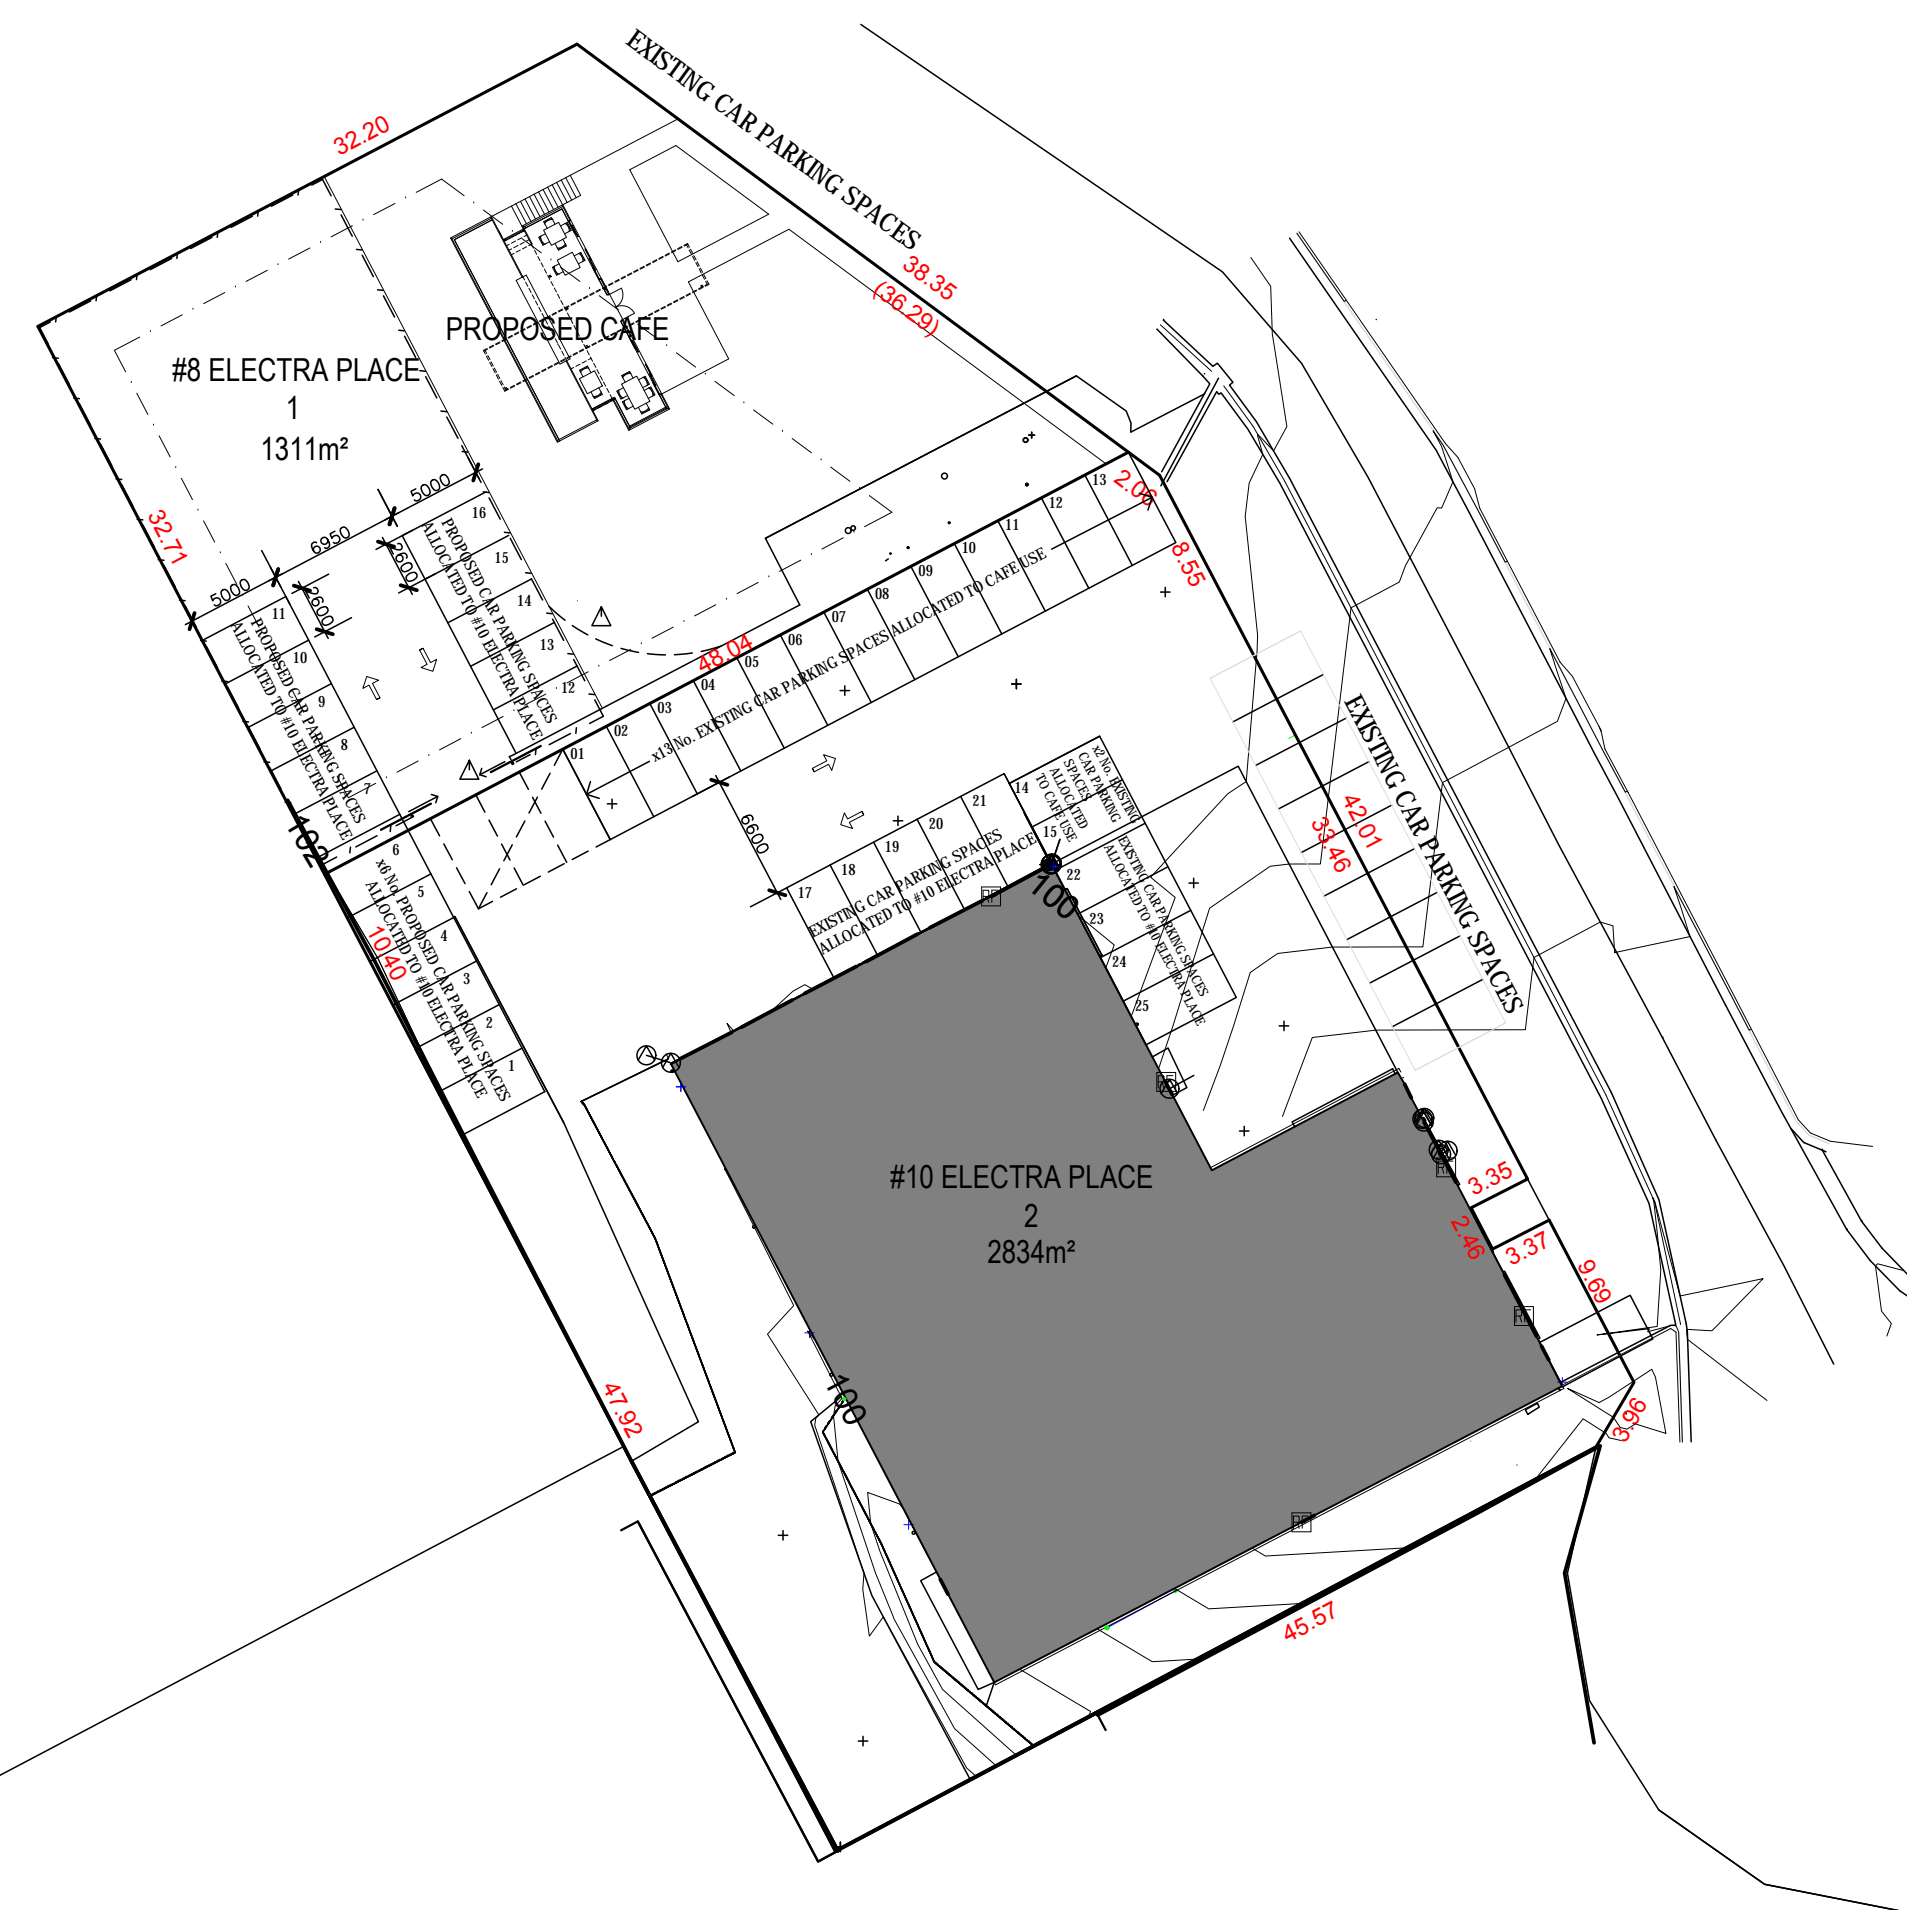 EXISTING CAR PARKING SPACES
32.20
38.35
(36.29)
PROPOSED CAFE
#8 ELECTRA PLACE
1
1311m²
32.71
5000
6950
5000
2600
2600
16
15
14
13
12
PROPOSED CAR PARKING SPACES
ALLOCATED TO #10 ELECTRA PLACE
11
10
9
8
PROPOSED CAR PARKING SPACES
ALLOCATED TO #10 ELECTRA PLACE
2.06
8.55
48.04
01
02
03
04
05
06
07
08
09
10
11
12
13
x13 No. EXISTING CAR PARKING SPACES ALLOCATED TO CAFE USE
102
6600
6
5
4
3
2
1
x6 No. PROPOSED CAR PARKING SPACES
ALLOCATED TO #10 ELECTRA PLACE
10.40
17
18
19
20
21
EXISTING CAR PARKING SPACES
ALLOCATED TO #10 ELECTRA PLACE
14
15
x2 No. EXISTING
CAR PARKING
SPACES
ALLOCATED
TO CAFE USE
22
23
24
25
EXISTING CAR PARKING SPACES
ALLOCATED TO #10 ELECTRA PLACE
100
RF
RF
EXISTING CAR PARKING SPACES
42.01
33.46
#10 ELECTRA PLACE
2
2834m²
RF
3.35
2.46
3.37
9.69
RF
3.96
47.92
100
RF
45.57